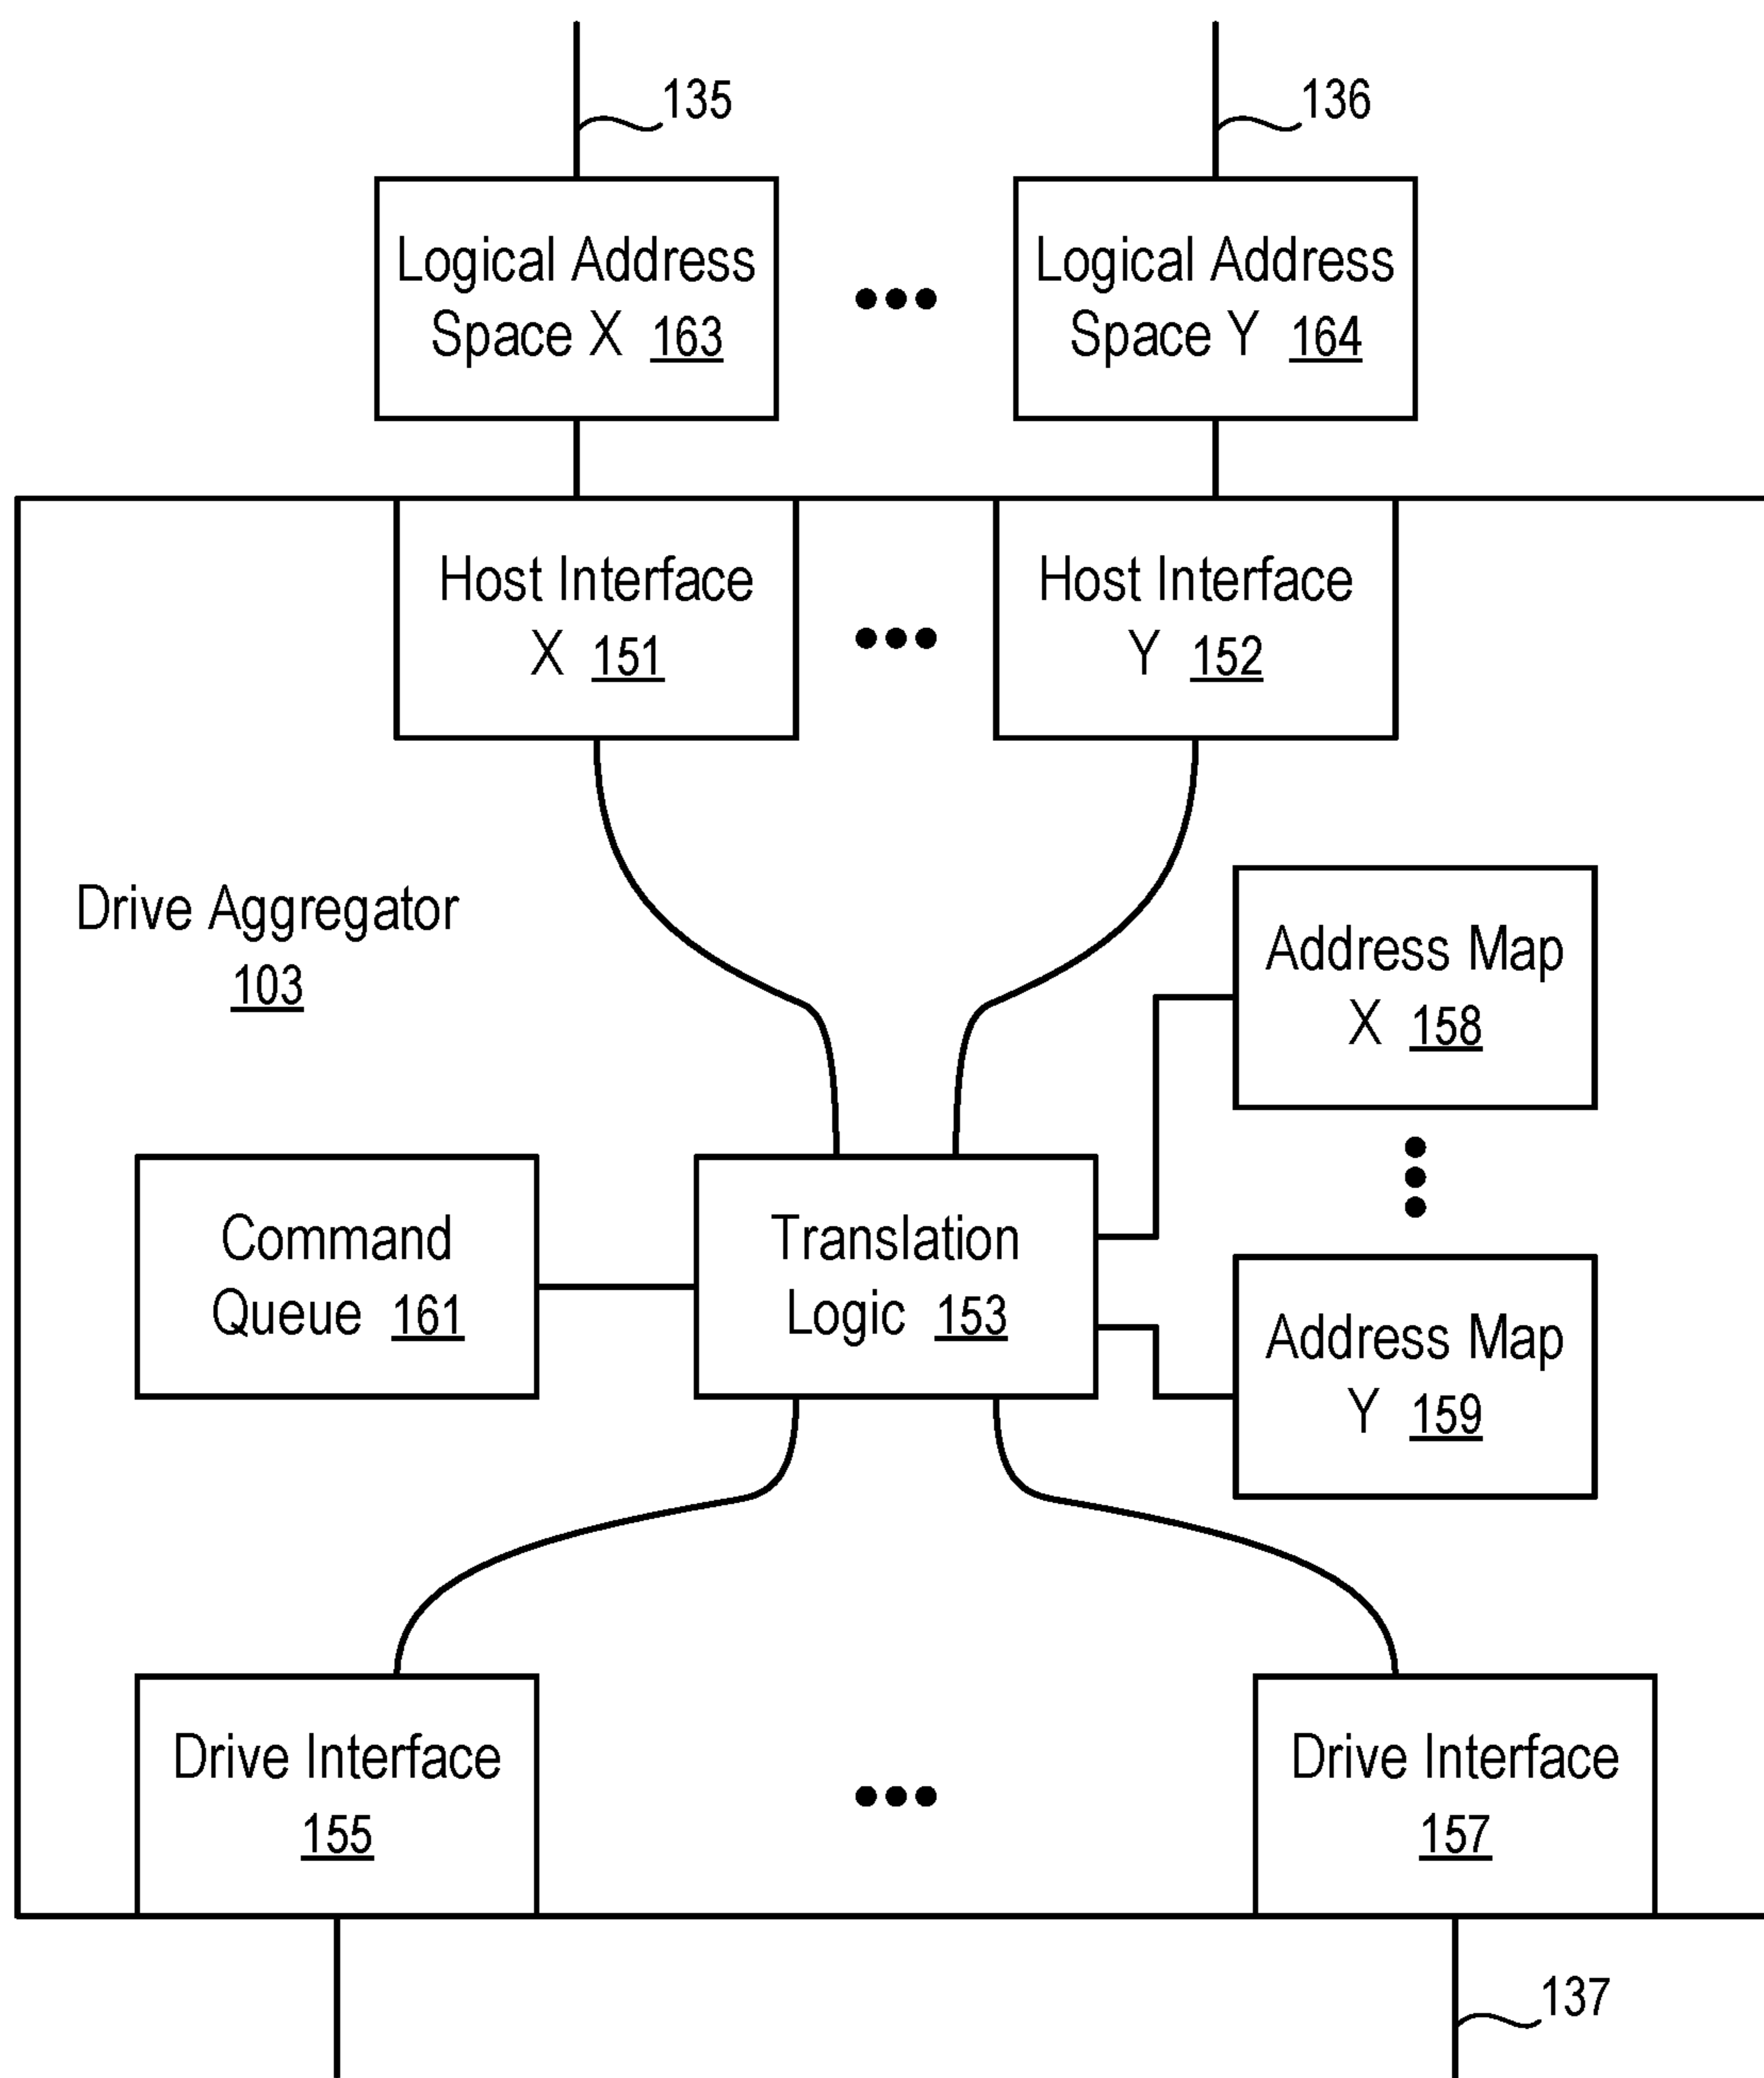 135
136
Logical Address
Space X 163
Logical Address
Space Y 164
Host Interface
X 151
Host Interface
Y 152
Drive Aggregator
103
Address Map
X 158
Command
Queue 161
Translation
Logic 153
Address Map
Y 159
Drive Interface
155
Drive Interface
157
137